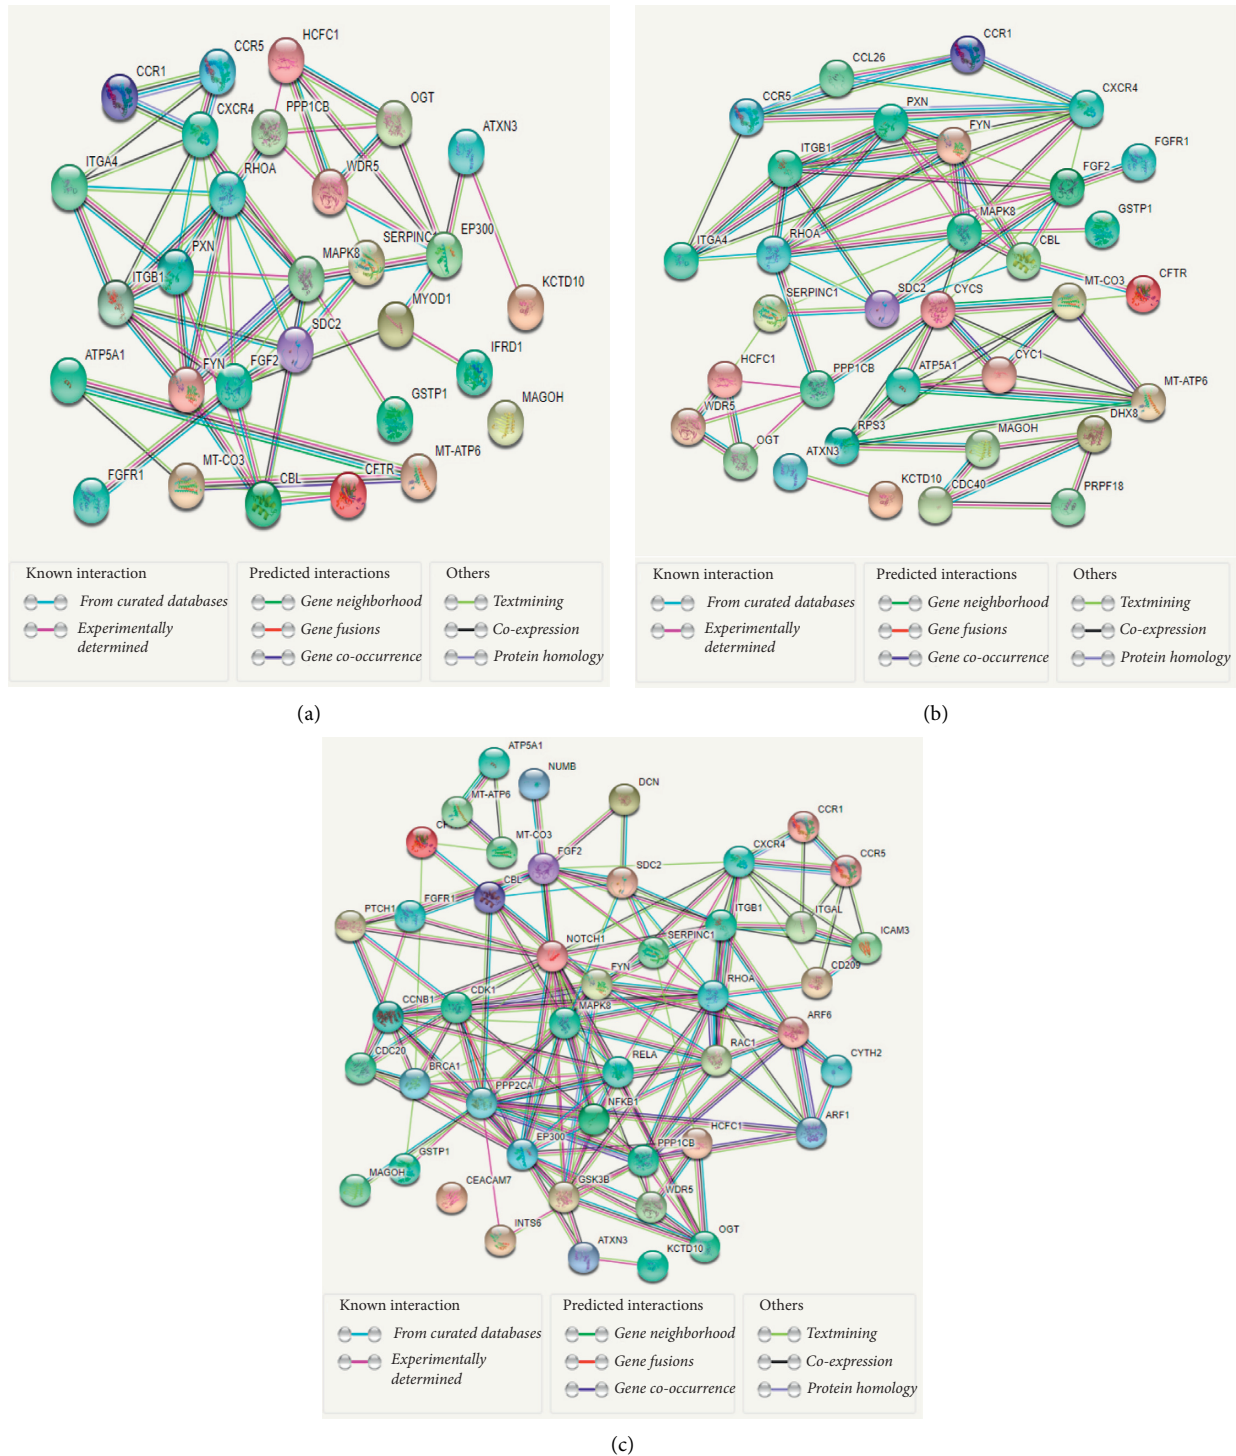 HCFC1
CCR5
CCR1
PPP1CB
OGT
CXCR4
ATXN3
WDR5
ITGA4
RHOA
SERPINC
EP300
PXN
MAPK8
KCTD10
ITGB1
MYOD1
SDC2
IFRD1
ATP5A1
FYN
FGF2
GSTP1
MAGOH
MT-ATP6
MT-CO3
CFTR
FGFR1
CBL
Known interaction
From curated databases
Experimentally
determined
Predicted interactions
Gene neighborhood
Gene fusions
Gene co-occurrence
Others
Textmining
Co-expression
Protein homology
(a)
CCR1
CCL26
CCR5
PXN
CXCR4
FYN
ITGB1
FGFR1
FGF2
MAPK8
GSTP1
ITGA4
RHOA
CBL
CFTR
SERPINC1
SDC2
CYCS
MT-CO3
HCFC1
PPP1CB
ATP5A1
CYC1
MT-ATP6
WDR5
DHX8
RPS3
OGT
MAGOH
ATXN3
KCTD10
CDC40
PRPF18
Known interaction
From curated databases
Experimentally
determined
Predicted interactions
Gene neighborhood
Gene fusions
Gene co-occurrence
Others
Textmining
Co-expression
Protein homology
(b)
ATP5A1
NUMB
DCN
MT-ATP6
CCR1
MT-CO3
FGF2
CXCR4
CCR5
CBL
SDC2
PTCH1
FGFR1
ITGB1
ITGAL
ICAM3
NOTCH1
SERPINC1
CD209
FYN
RHOA
CCNB1
CDK1
MAPK8
ARF6
CDC20
BRCA1
RELA
RAC1
CYTH2
PPP2CA
NFKB1
ARF1
HCFC1
EP300
PPP1CB
GSTP1
MAGOH
CEACAM7
GSK3B
WDR5
INTS6
OGT
ATXN3
KCTD10
Known interaction
From curated databases
Experimentally
determined
Predicted interactions
Gene neighborhood
Gene fusions
Gene co-occurrence
Others
Textmining
Co-expression
Protein homology
(c)